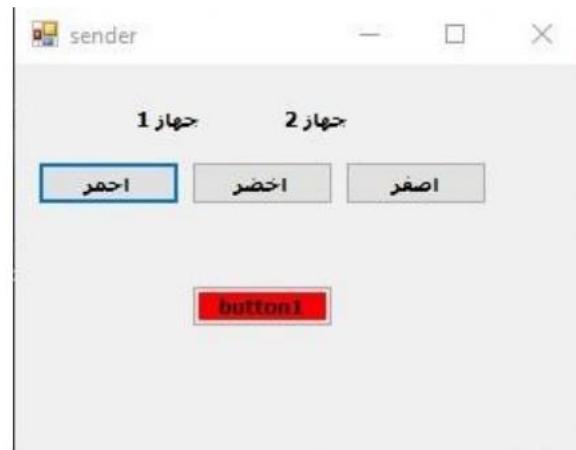 sender
جهاز 1 جهاز 2
احمر اخضر اصفر
button1